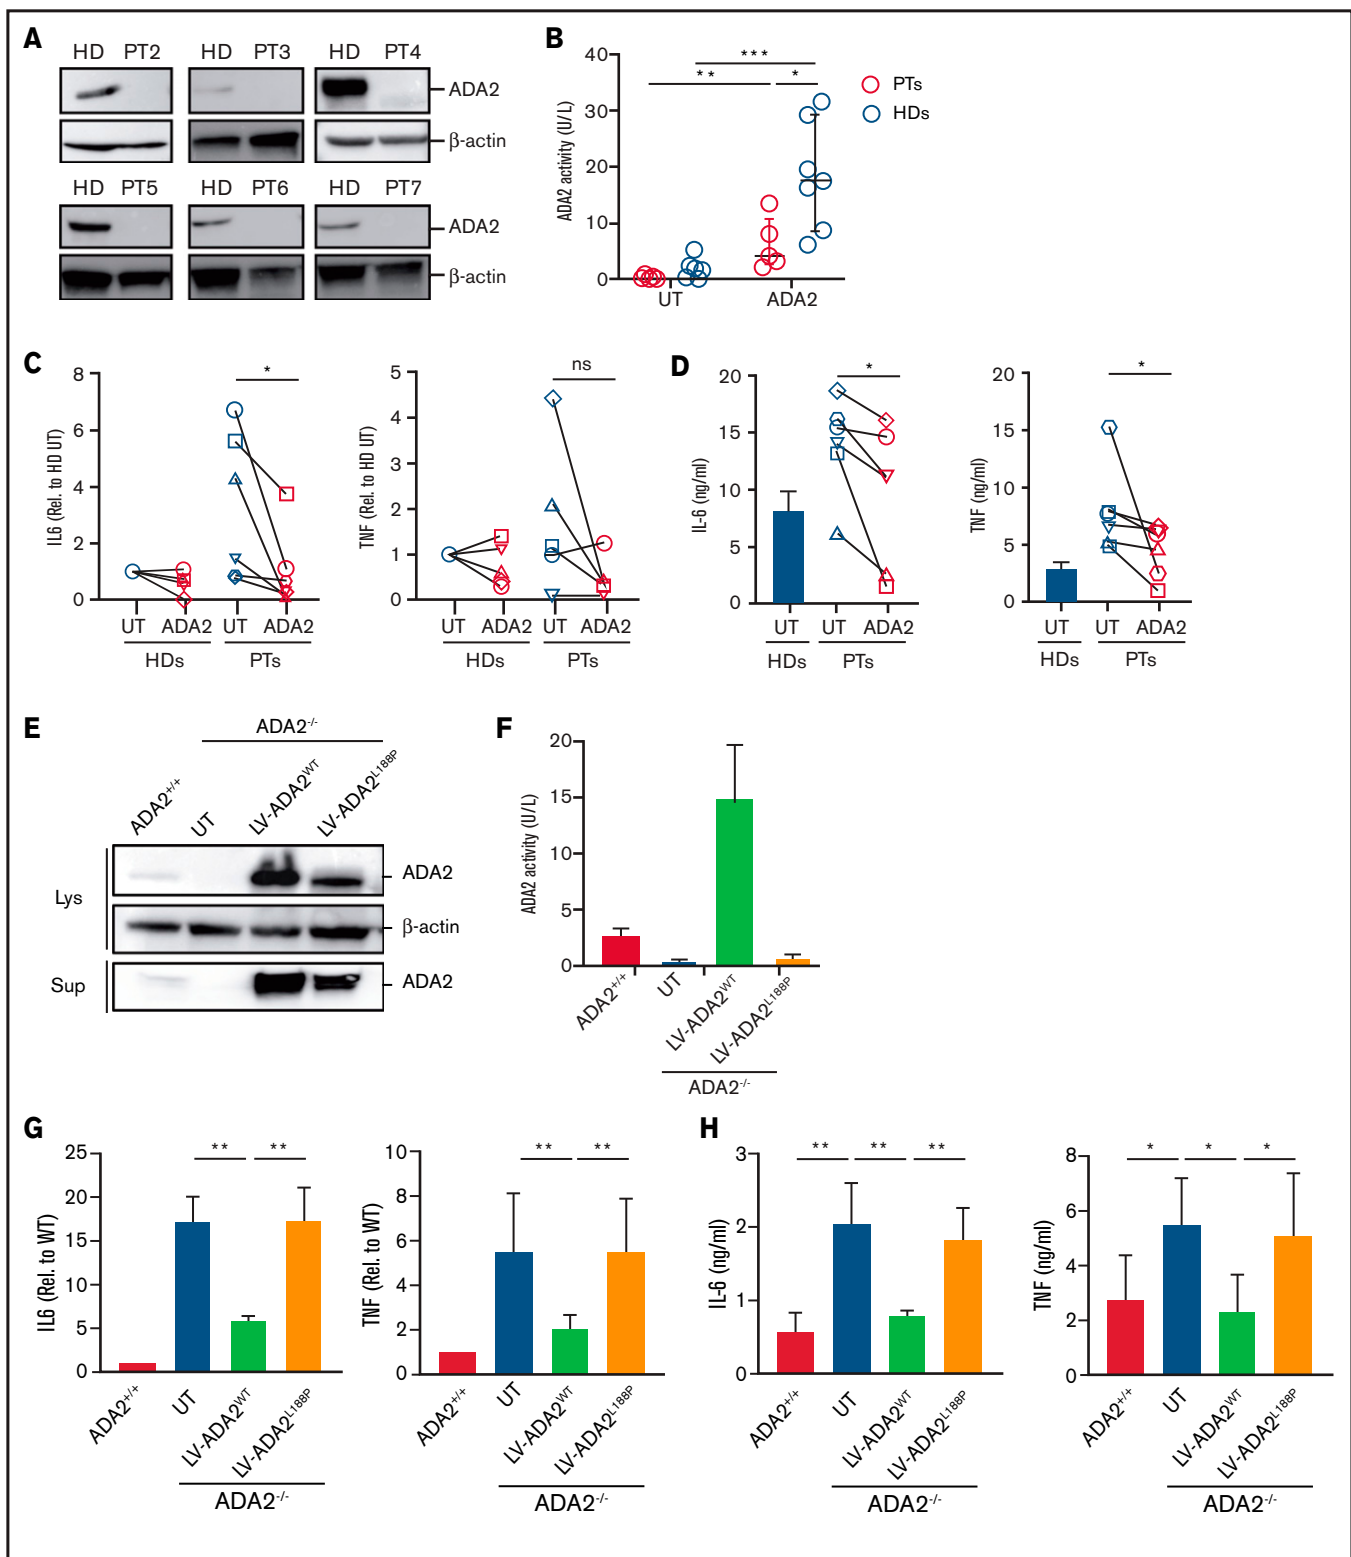 A
HD PT2 HD PT3 HD PT4
ADA2
β-actin
HD PT5 HD PT6 HD PT7
ADA2
β-actin
B
ADA2 activity (U/L)
40
30
20
10
0
** *** *
UT ADA2
PTs
HDs
C
IL6 (Rel. to HD UT)
8
6
4
2
0
*
UT ADA2 UT ADA2
HDs PTs
TNF (Rel. to HD UT)
5
4
3
2
1
0
ns
UT ADA2 UT ADA2
HDs PTs
D
IL-6 (ng/ml)
20
15
10
5
0
*
UT UT ADA2
HDs PTs
TNF (ng/ml)
20
15
10
5
0
*
UT UT ADA2
HDs PTs
E
ADA2-/-
ADA2+/+ UT LV-ADA2WT LV-ADA2L188P
Lys
ADA2
β-actin
Sup
ADA2
F
ADA2 activity (U/L)
20
15
10
5
0
ADA2+/+ UT LV-ADA2WT LV-ADA2L188P
ADA2-/-
G
IL6 (Rel. to WT)
25
20
15
10
5
0
** **
ADA2+/+ UT LV-ADA2WT LV-ADA2L188P
ADA2-/-
TNF (Rel. to WT)
10
8
6
4
2
0
** **
ADA2+/+ UT LV-ADA2WT LV-ADA2L188P
ADA2-/-
H
IL-6 (ng/ml)
3
2
1
0
** ** **
ADA2+/+ UT LV-ADA2WT LV-ADA2L188P
ADA2-/-
TNF (ng/ml)
8
6
4
2
0
* * *
ADA2+/+ UT LV-ADA2WT LV-ADA2L188P
ADA2-/-